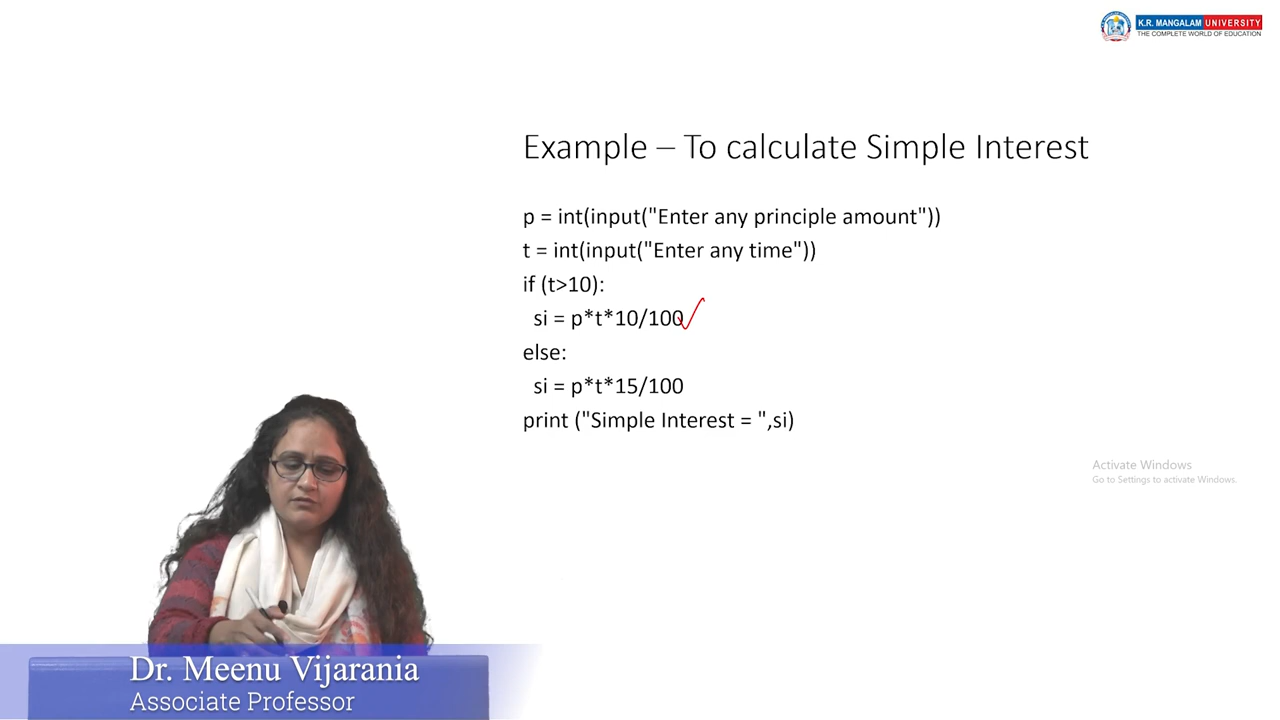 K.R. MANGALAM UNIVERSITY
THE COMPLETE WORLD OF EDUCATION
Example – To calculate Simple Interest
p = int(input("Enter any principle amount"))
t = int(input("Enter any time"))
if (t>10):
si = p*t*10/100
else:
si = p*t*15/100
print ("Simple Interest = ",si)
Activate Windows
Go to Settings to activate Windows.
Dr. Meenu Vijarania
Associate Professor